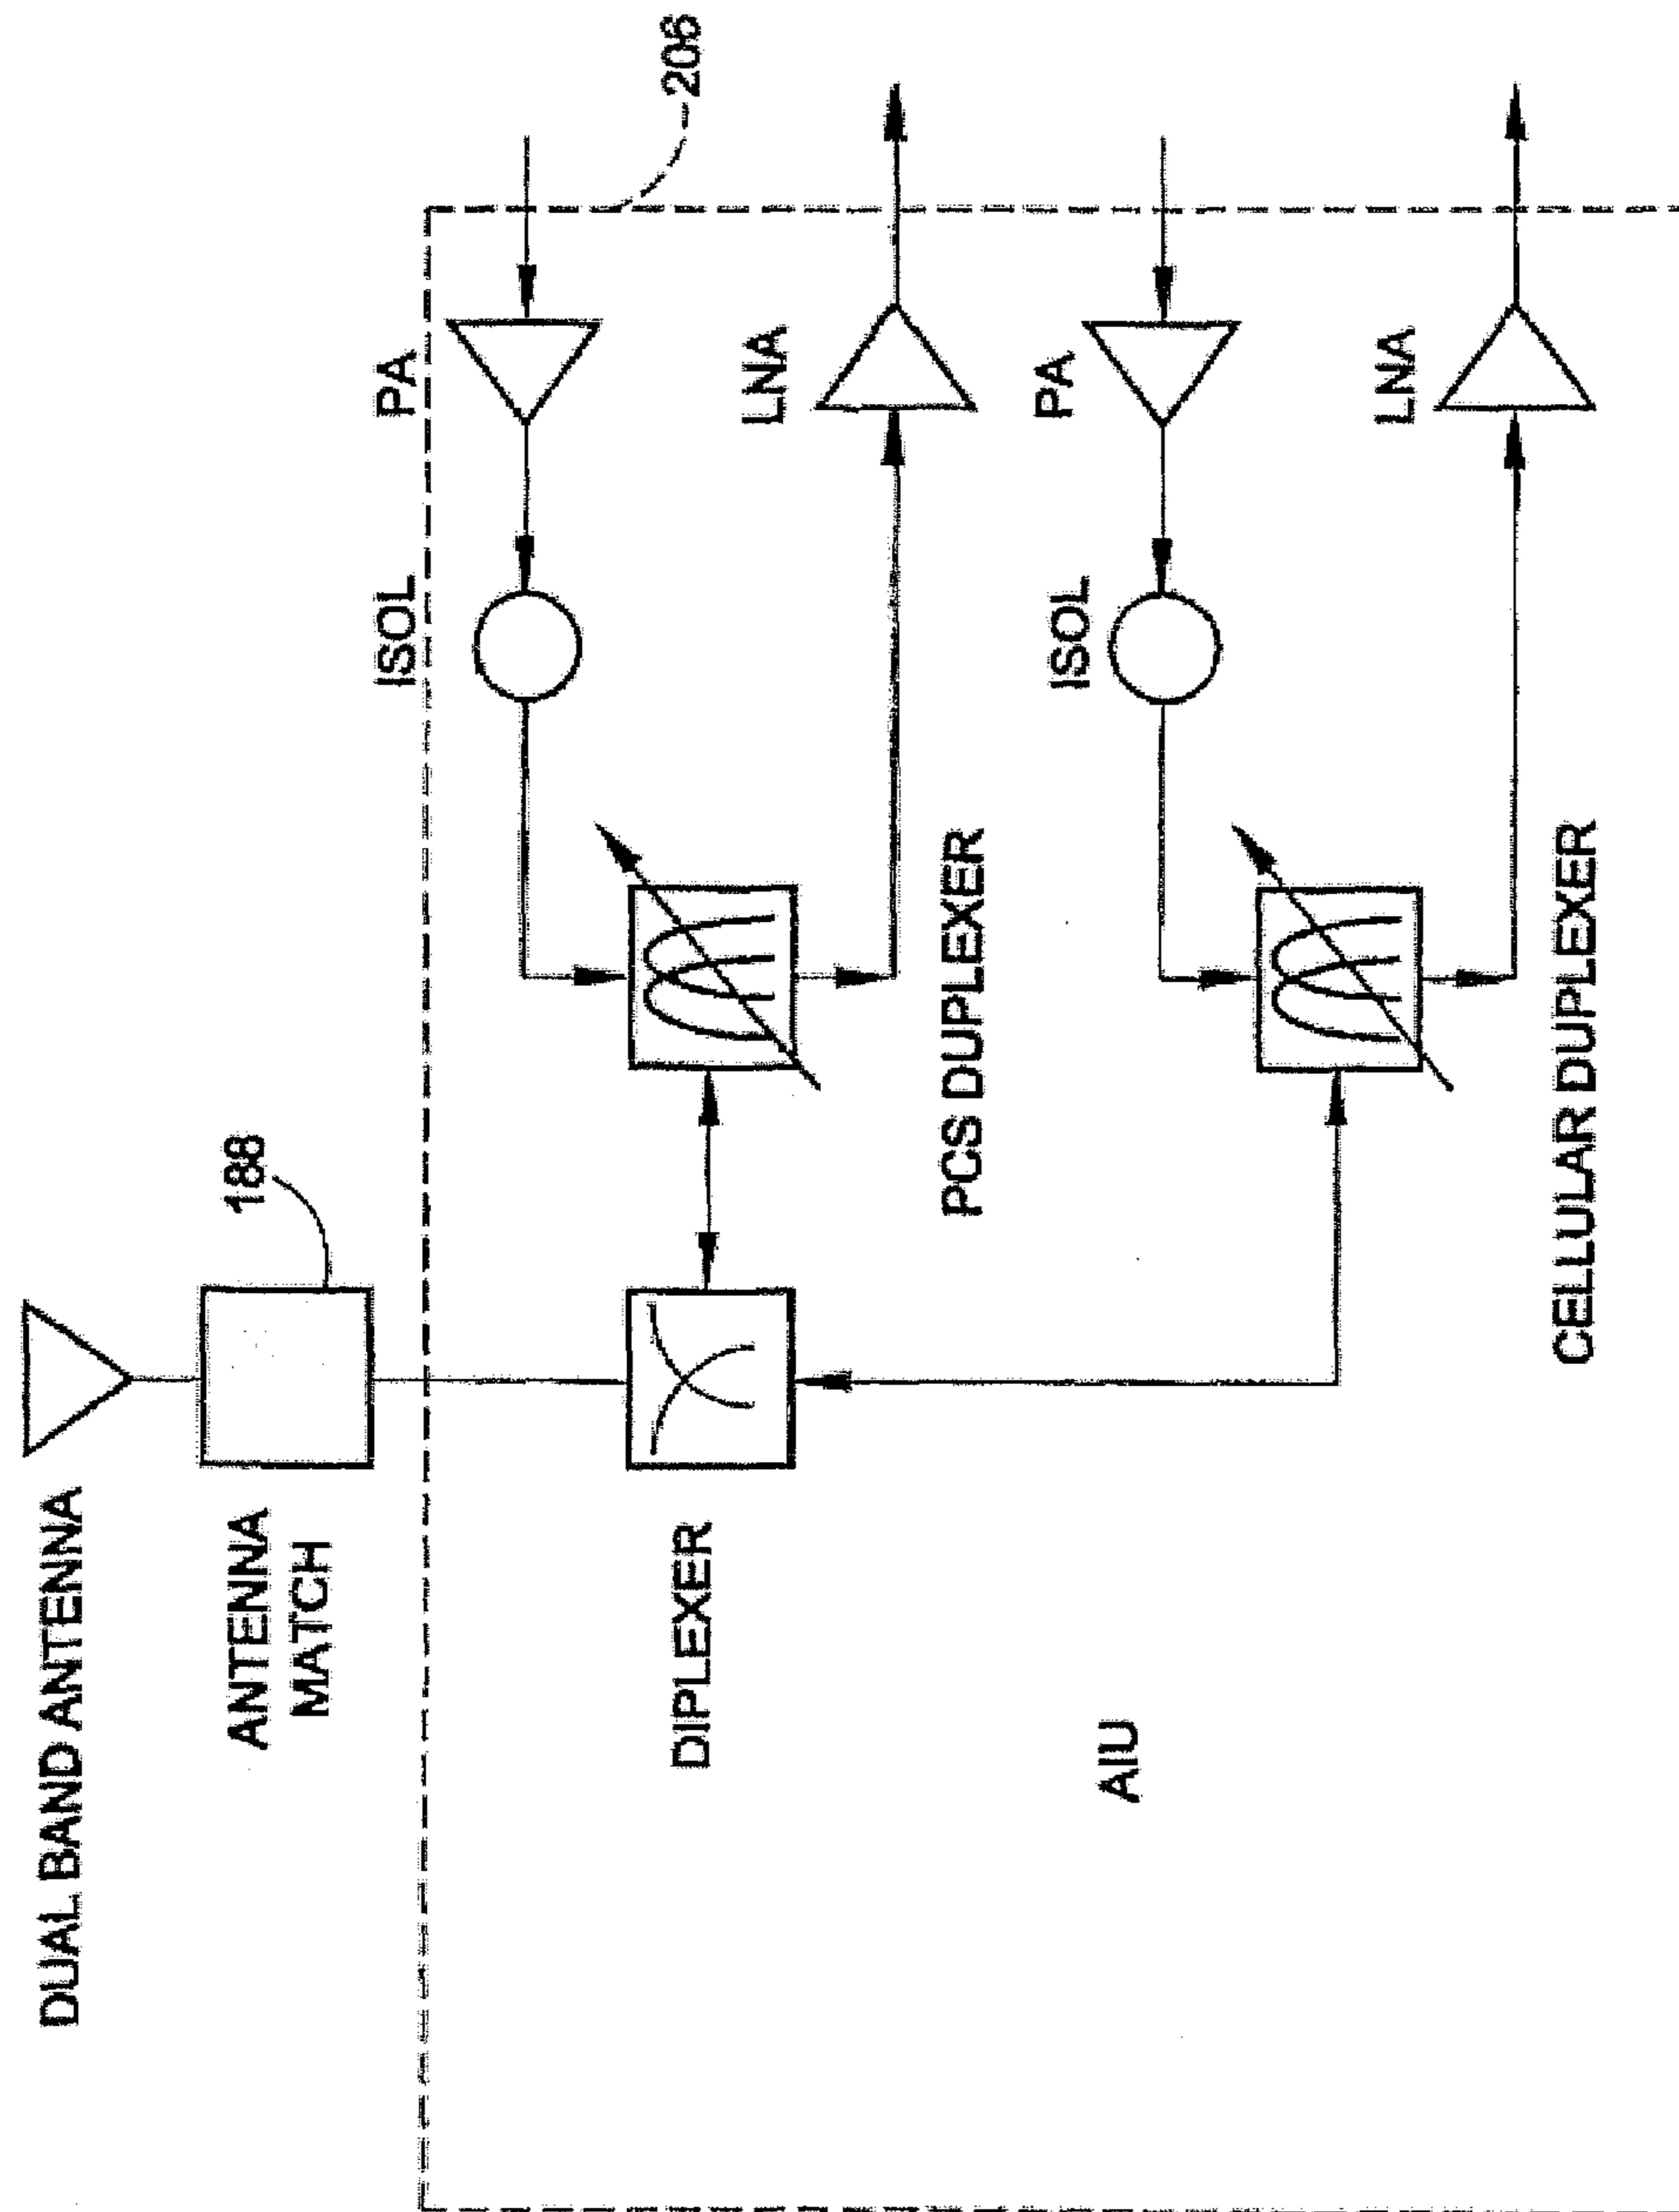 DUAL BAND ANTENNA
ANTENNA
MATCH
188
ISOL
PA
206
DIPLEXER
LNA
PCS DUPLEXER
ISOL
PA
AIU
LNA
CELLULAR DUPLEXER